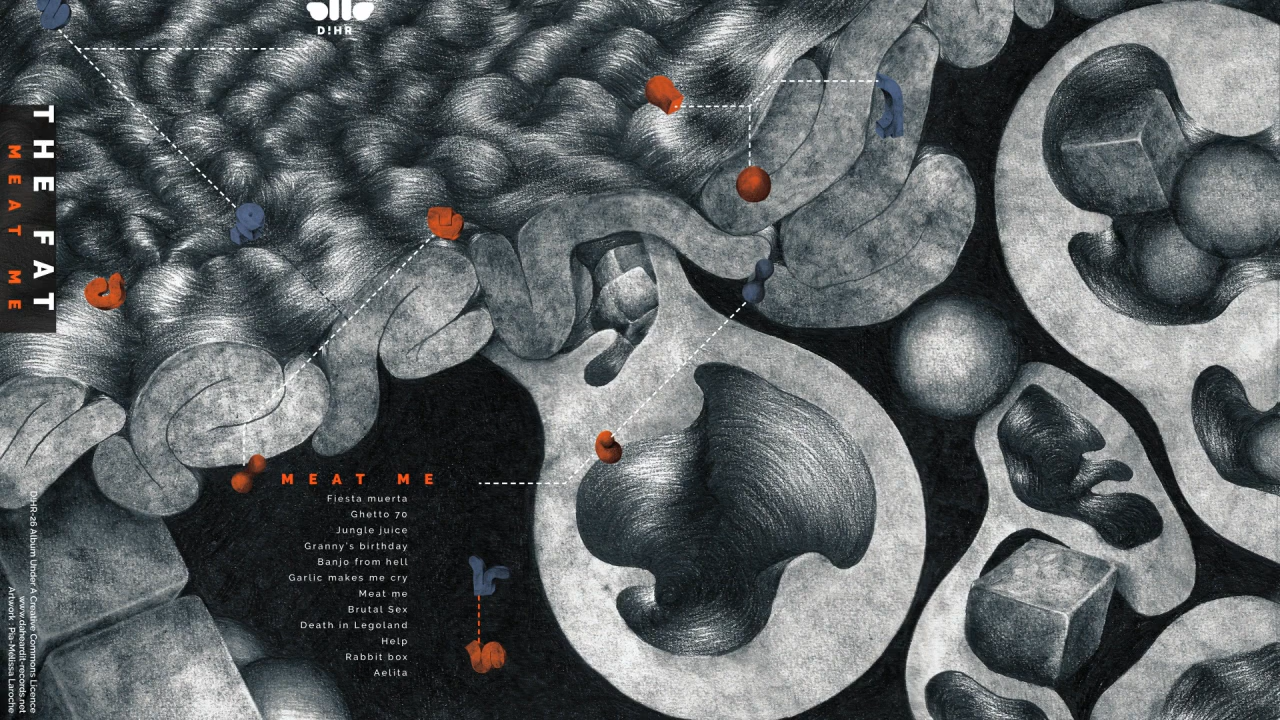 D!HR
THE FAT
MEAT ME
MEAT ME
Fiesta muerta
Ghetto 70
Jungle juice
Granny's birthday
Banjo from hell
Garlic makes me cry
Meat me
Brutal Sex
Death in Legoland
Help
Rabbit box
Aelita
DHR-26 Album Under A Creative Commons Licence
www.daheardit-records.net
Artwork : Pia-Mélissa Laroche